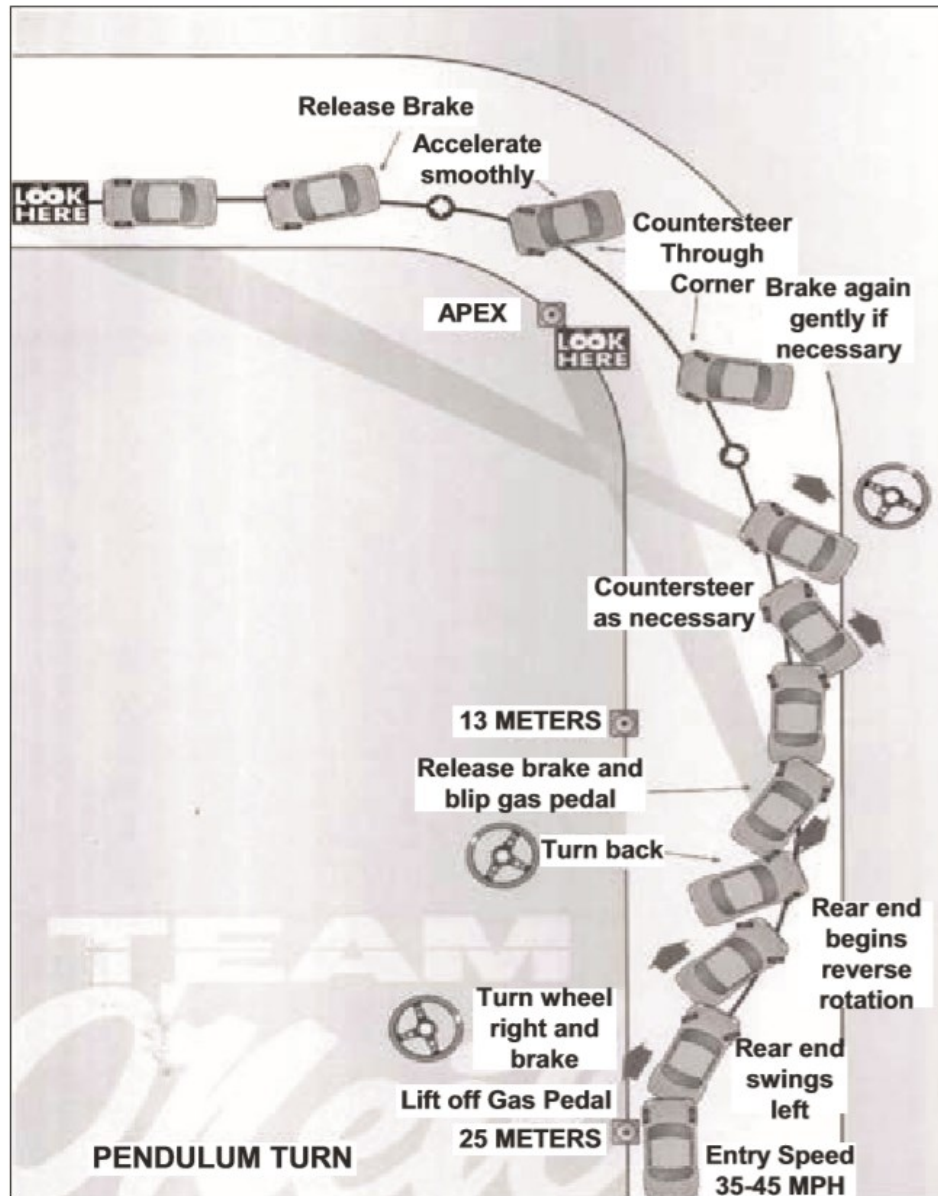 Release Brake
Accelerate
smoothly
LOOK
HERE
Countersteer
Through
Corner
Brake again
gently if
necessary
APEX
LOOK
HERE
Countersteer
as necessary
13 METERS
Release brake and
blip gas pedal
Turn back
Rear end
begins
reverse
rotation
TEAM
Turn wheel
right and
brake
Rear end
swings
left
Lift off Gas Pedal
25 METERS
PENDULUM TURN
Entry Speed
35-45 MPH